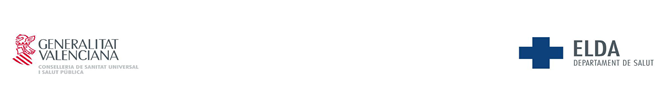 GENERALITAT
VALENCIANA
CONSELLERIA DE SANITAT UNIVERSAL
I SALUT PÚBLICA
ELDA
DEPARTAMENT DE SALUT